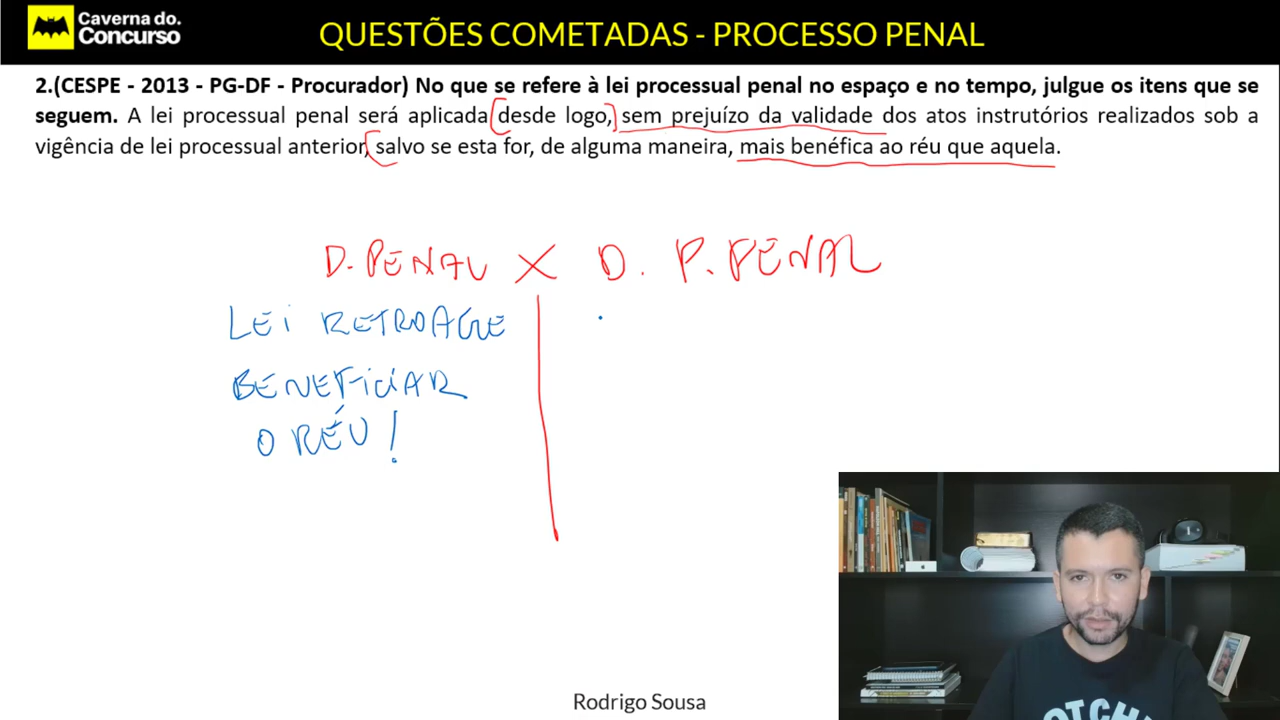 Caverna do.
Concurso
QUESTÕES COMETADAS - PROCESSO PENAL
2.(CESPE - 2013 - PG-DF - Procurador) No que se refere à lei processual penal no espaço e no tempo, julgue os itens que se
seguem. A lei processual penal será aplicada desde logo, sem prejuízo da validade dos atos instrutórios realizados sob a
vigência de lei processual anterior, salvo se esta for, de alguma maneira, mais benéfica ao réu que aquela.
D. PENAL X D. P. PENAL
LEI RETROAGE
BENEFICIAR
O RÉU!
Rodrigo Sousa